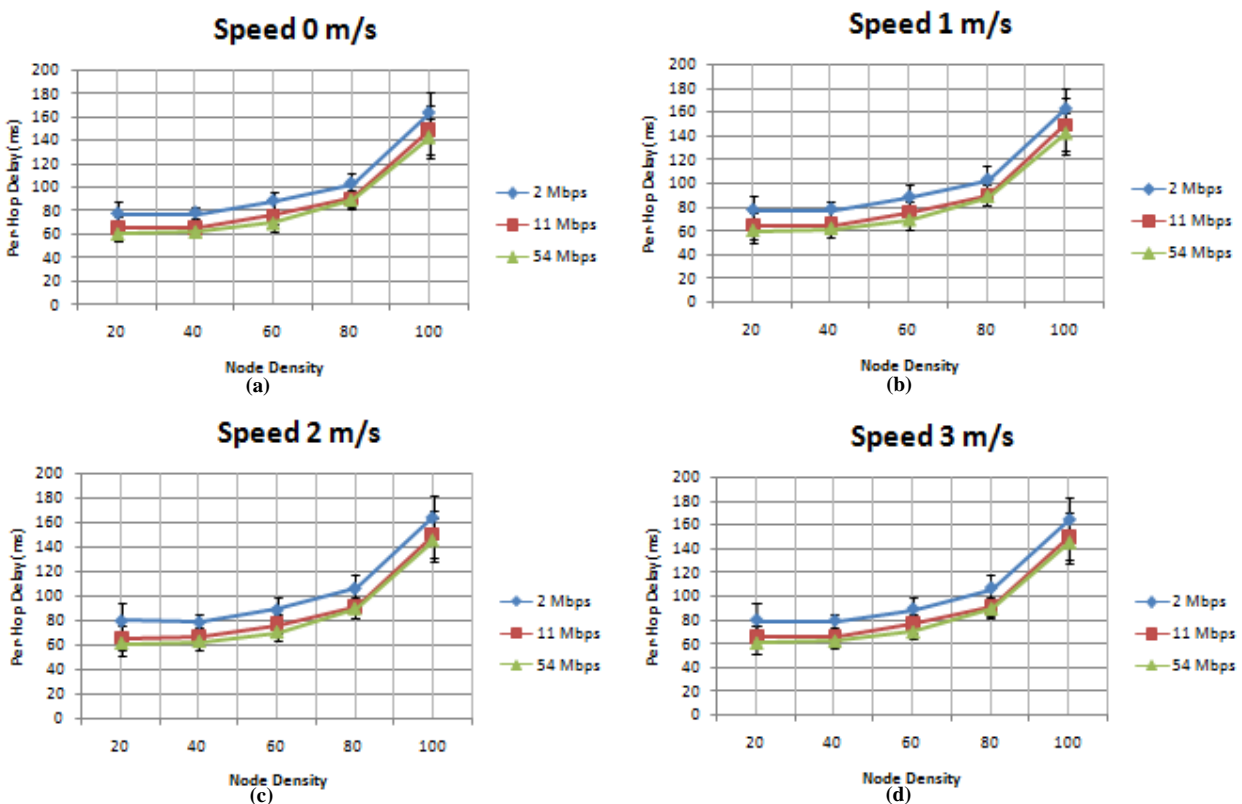 Speed 0 m/s
200
180
160
140
120
100
80
60
40
20
0
Per-Hop Delay (ms)
20 40 60 80 100
Node Density
(a)
2 Mbps
11 Mbps
54 Mbps
Speed 1 m/s
200
180
160
140
120
100
80
60
40
20
0
Per-Hop Delay (ms)
20 40 60 80 100
Node Density
(b)
2 Mbps
11 Mbps
54 Mbps
Speed 2 m/s
200
180
160
140
120
100
80
60
40
20
0
Per-Hop Delay (ms)
20 40 60 80 100
Node Density
(c)
2 Mbps
11 Mbps
54 Mbps
Speed 3 m/s
200
180
160
140
120
100
80
60
40
20
0
Per-Hop Delay (ms)
20 40 60 80 100
Node Density
(d)
2 Mbps
11 Mbps
54 Mbps